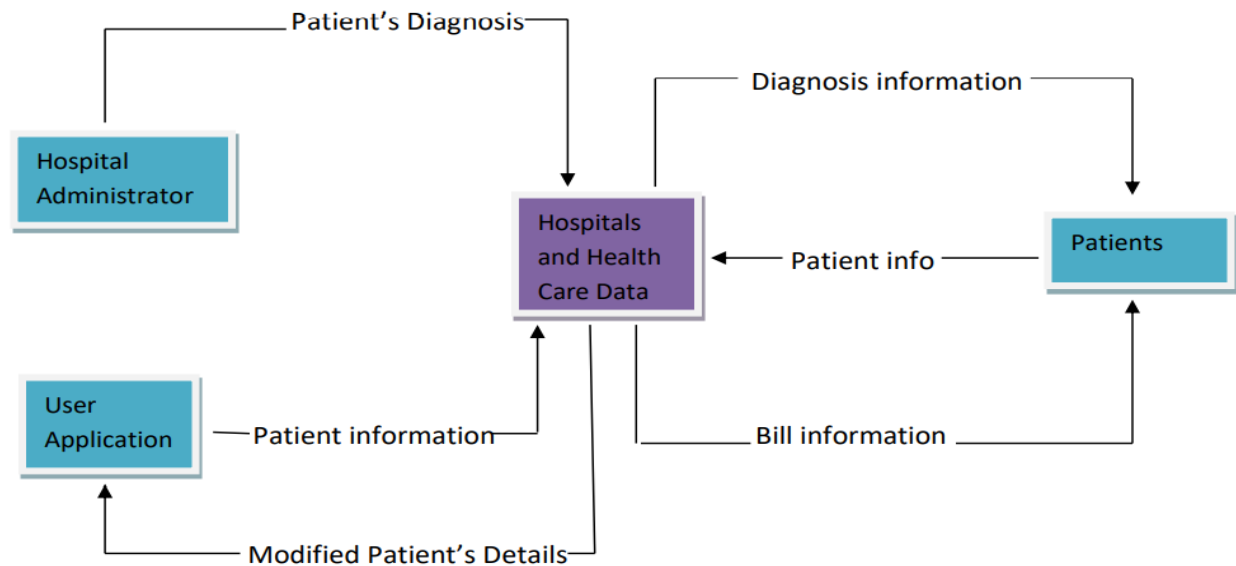 Patient’s Diagnosis
Diagnosis information
Hospital
Administrator
Hospitals
and Health
Care Data
Patients
Patient info
User
Application
Patient information
Bill information
Modified Patient’s Details